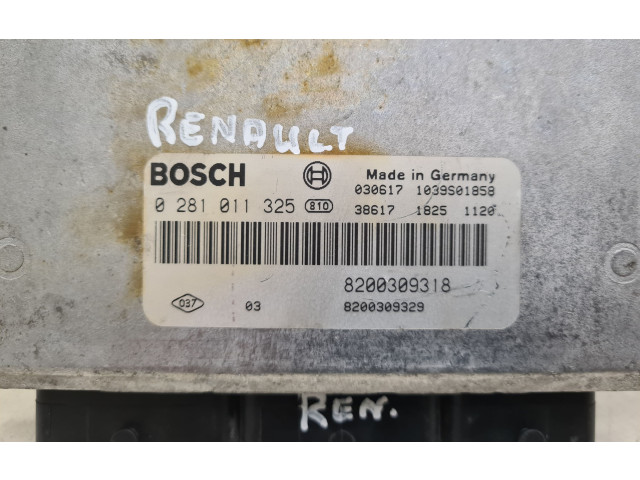 RENAULT
BOSCH Made in Germany
030617 1039S01858
0 281 011 325 810 38617 1825 1120
8200309318
037 03 8200309329
REN.